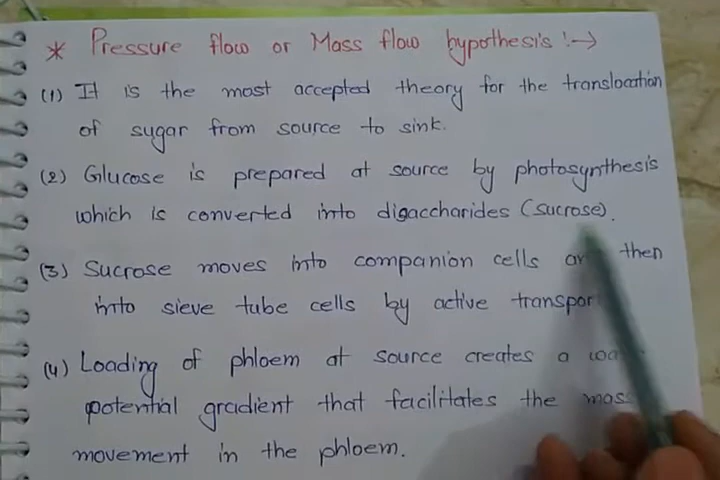 * Pressure flow or Mass flow hypothesis :→
(1) It is the most accepted theory for the translocation
of sugar from source to sink.
(2) Glucose is prepared at source by photosynthesis
which is converted into disaccharides (sucrose).
(3) Sucrose moves into companion cells then
into sieve tube cells by active transpor
(4) Loading of phloem at source creates a
potential gradient that facilitates the mas
movement in the phloem.